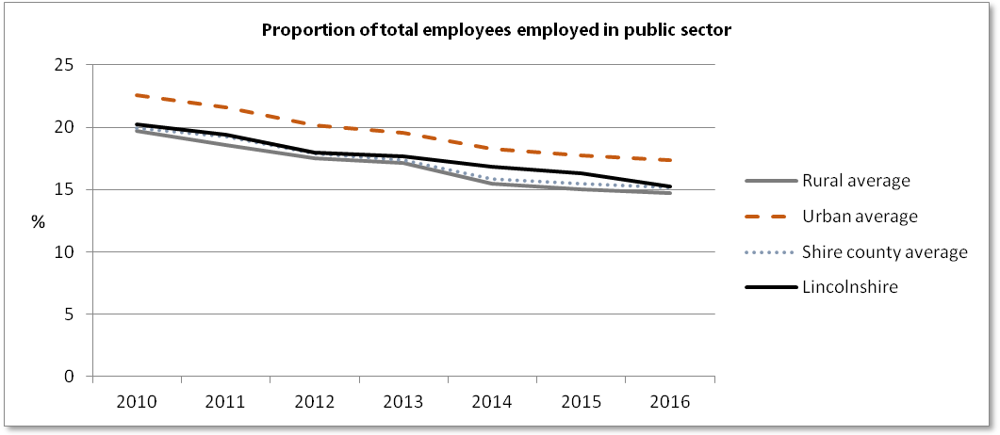 Proportion of total employees employed in public sector
25
20
15
10
5
0
%
2010 2011 2012 2013 2014 2015 2016
Rural average
Urban average
Shire county average
Lincolnshire